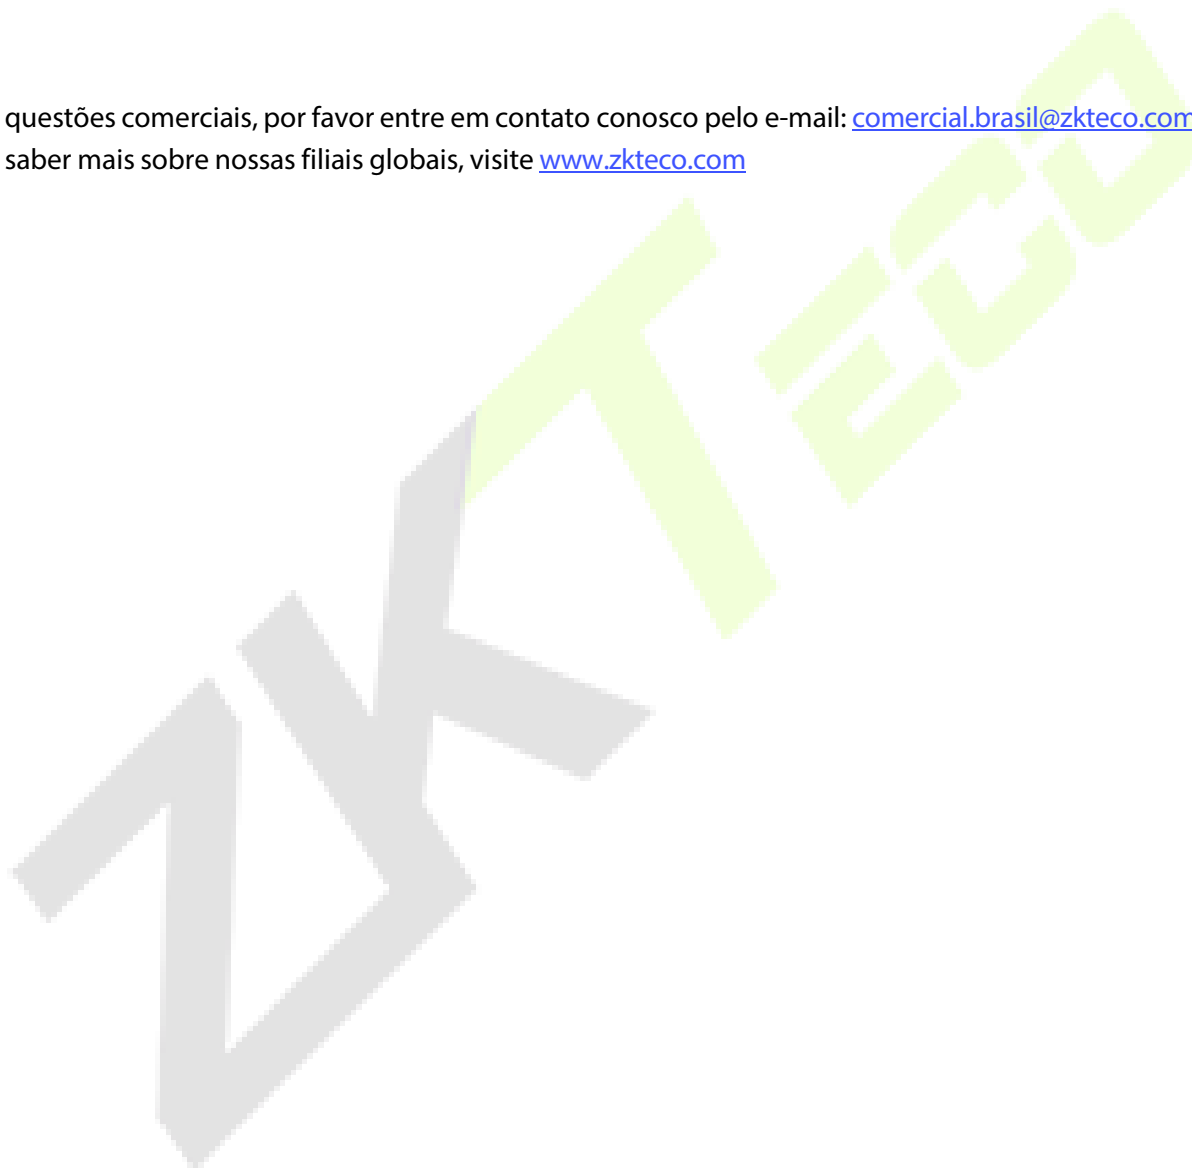 questões comerciais, por favor entre em contato conosco pelo e-mail: comercial.brasil@zkteco.com
saber mais sobre nossas filiais globais, visite www.zkteco.com
ZKTECO